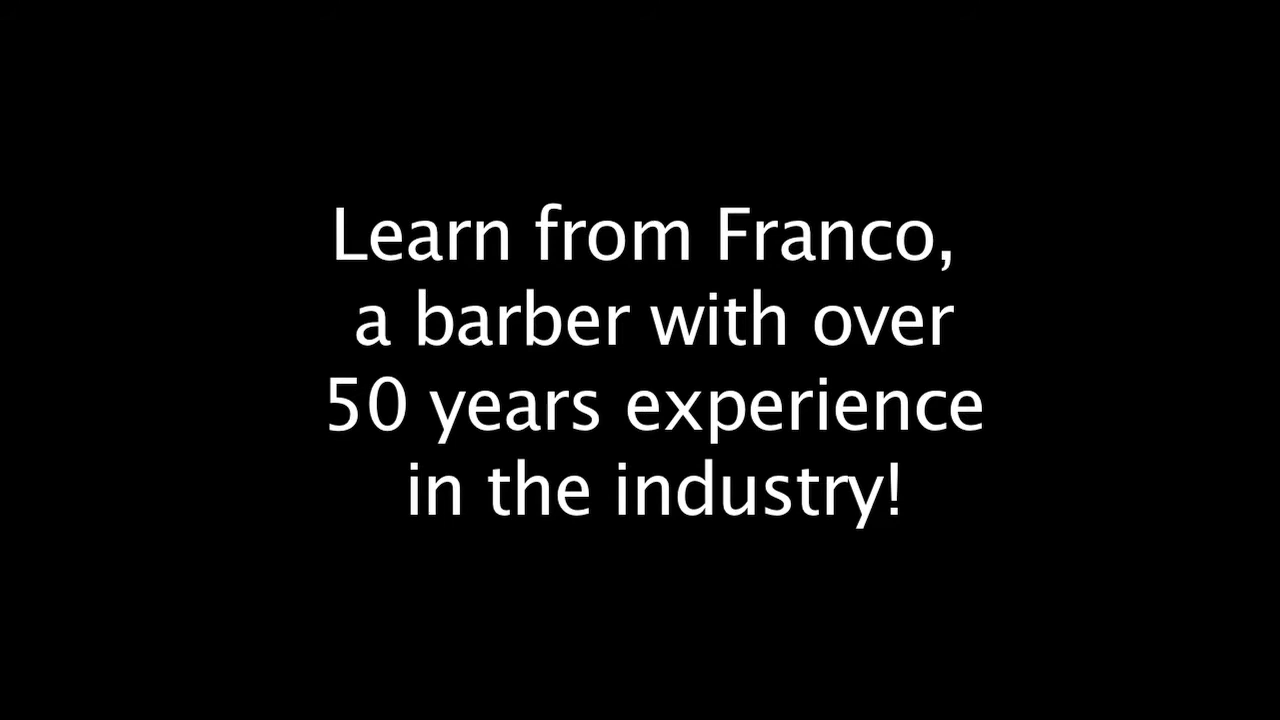 Learn from Franco,
a barber with over
50 years experience
in the industry!